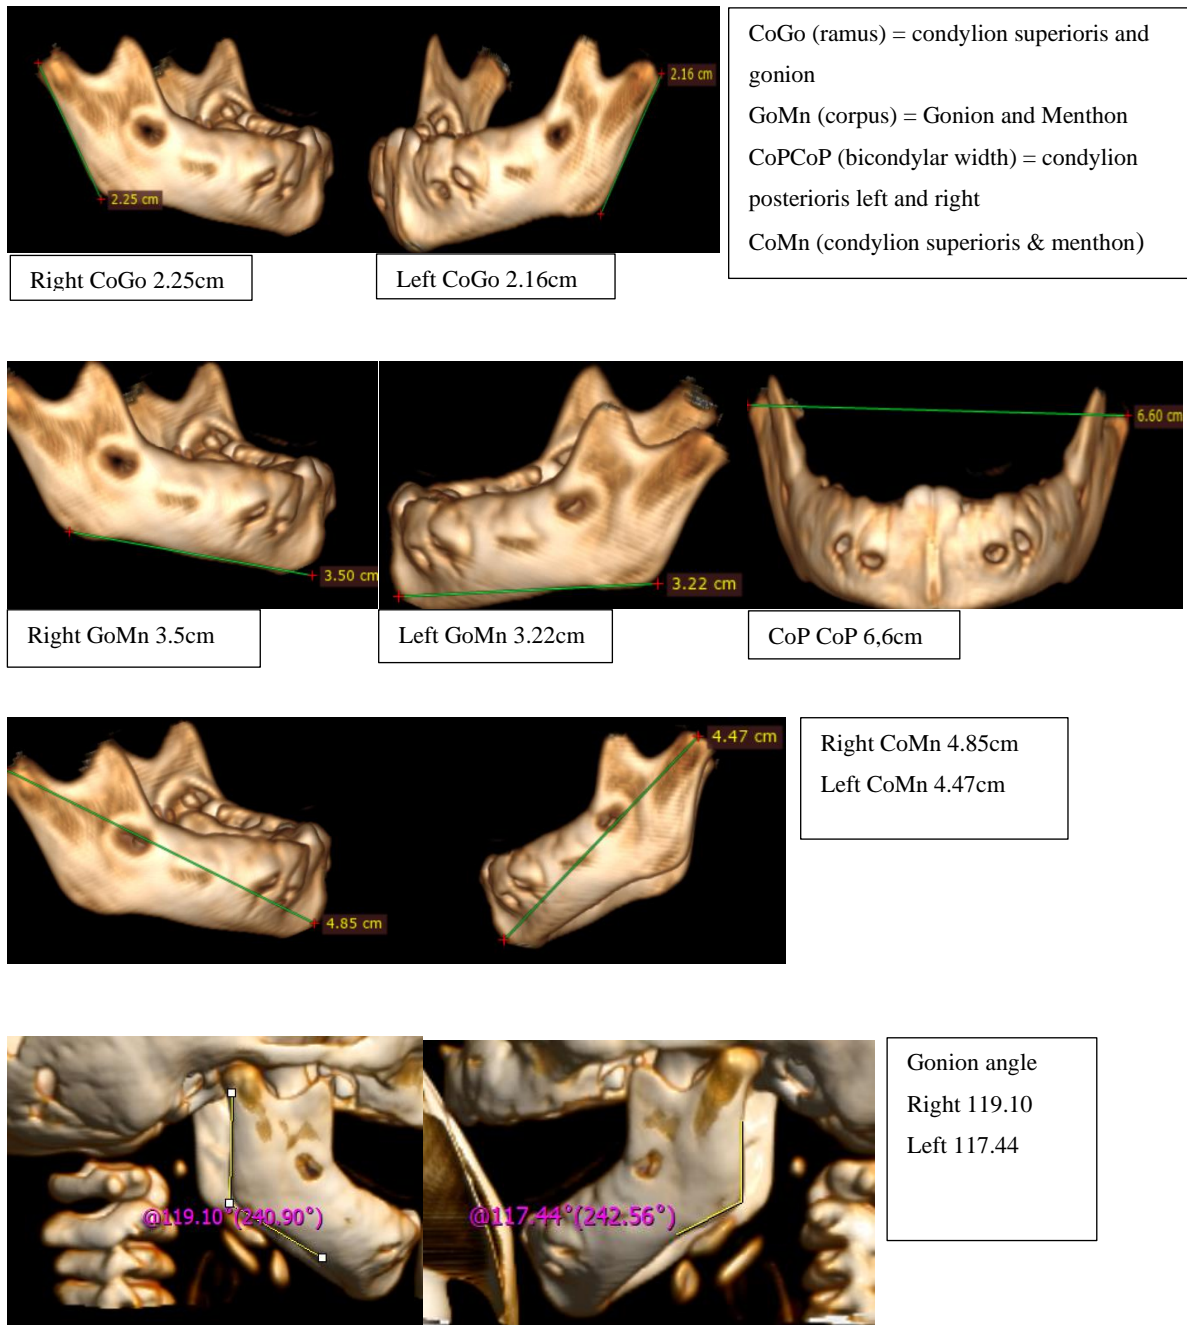 2.25 cm
2.16 cm
CoGo (ramus) = condylion superioris and
gonion
GoMn (corpus) = Gonion and Menthon
CoPCoP (bicondylar width) = condylion
posterioris left and right
CoMn (condylion superioris & menthon)
Right CoGo 2.25cm
Left CoGo 2.16cm
3.50 cm
3.22 cm
6.60 cm
Right GoMn 3.5cm
Left GoMn 3.22cm
CoP CoP 6,6cm
4.85 cm
4.47 cm
Right CoMn 4.85cm
Left CoMn 4.47cm
@119.10°(240.90°)
@117.44°(242.56°)
Gonion angle
Right 119.10
Left 117.44